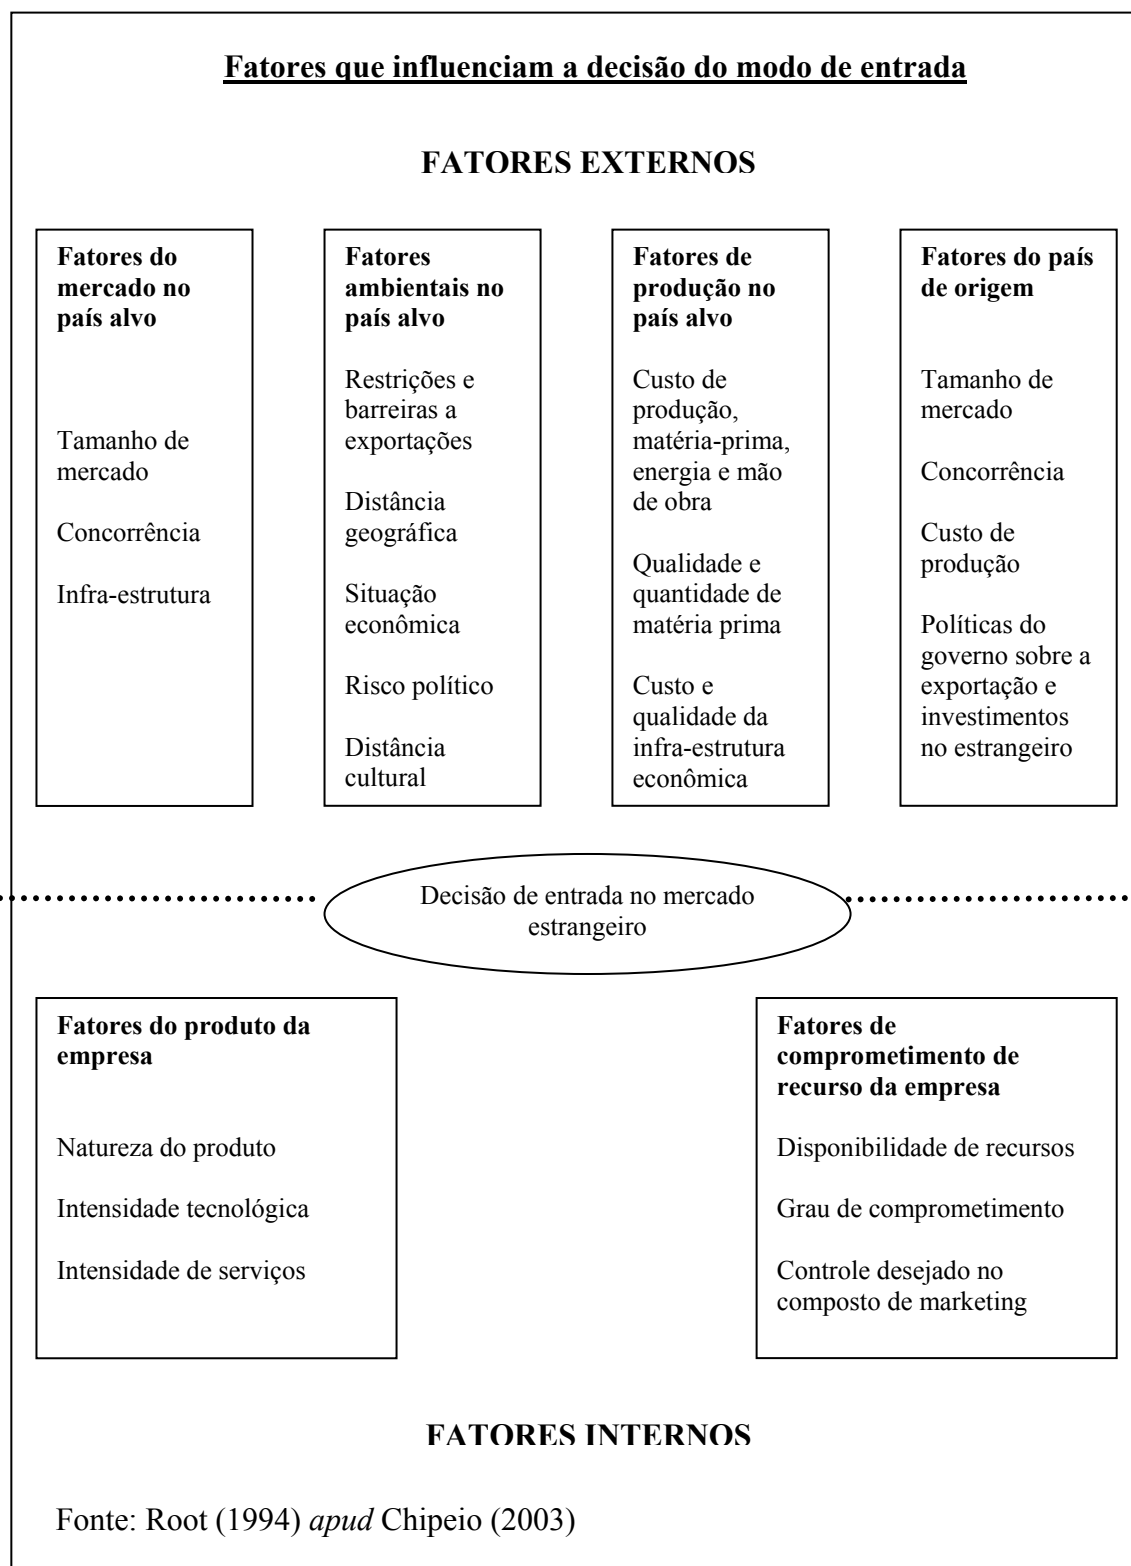 Fatores que influenciam a decisão do modo de entrada
FATORES EXTERNOS
Fatores do
mercado no
país alvo
Tamanho de
mercado
Concorrência
Infra-estrutura
Fatores
ambientais no
país alvo
Restrições e
barreiras a
exportações
Distância
geográfica
Situação
econômica
Risco político
Distância
cultural
Fatores de
produção no
país alvo
Custo de
produção,
matéria-prima,
energia e mão
de obra
Qualidade e
quantidade de
matéria prima
Custo e
qualidade da
infra-estrutura
econômica
Fatores do país
de origem
Tamanho de
mercado
Concorrência
Custo de
produção
Políticas do
governo sobre a
exportação e
investimentos
no estrangeiro
Decisão de entrada no mercado
estrangeiro
Fatores do produto da
empresa
Natureza do produto
Intensidade tecnológica
Intensidade de serviços
Fatores de
comprometimento de
recurso da empresa
Disponibilidade de recursos
Grau de comprometimento
Controle desejado no
composto de marketing
FATORES INTERNOS
Fonte: Root (1994) apud Chipeio (2003)